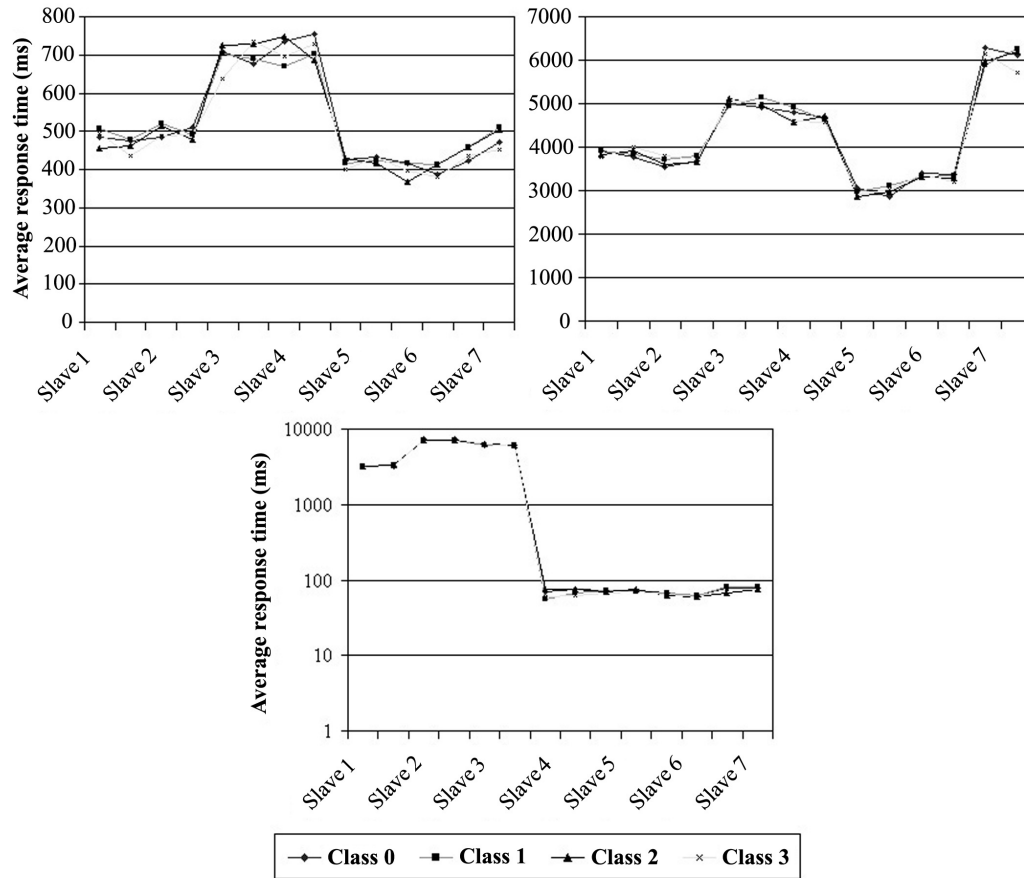 Average response time (ms)
800
700
600
500
400
300
200
100
0
Slave 1
Slave 2
Slave 3
Slave 4
Slave 5
Slave 6
Slave 7
7000
6000
5000
4000
3000
2000
1000
0
Slave 1
Slave 2
Slave 3
Slave 4
Slave 5
Slave 6
Slave 7
Average response time (ms)
10000
1000
100
10
1
Slave 1
Slave 2
Slave 3
Slave 4
Slave 5
Slave 6
Slave 7
Class 0 Class 1 Class 2 Class 3